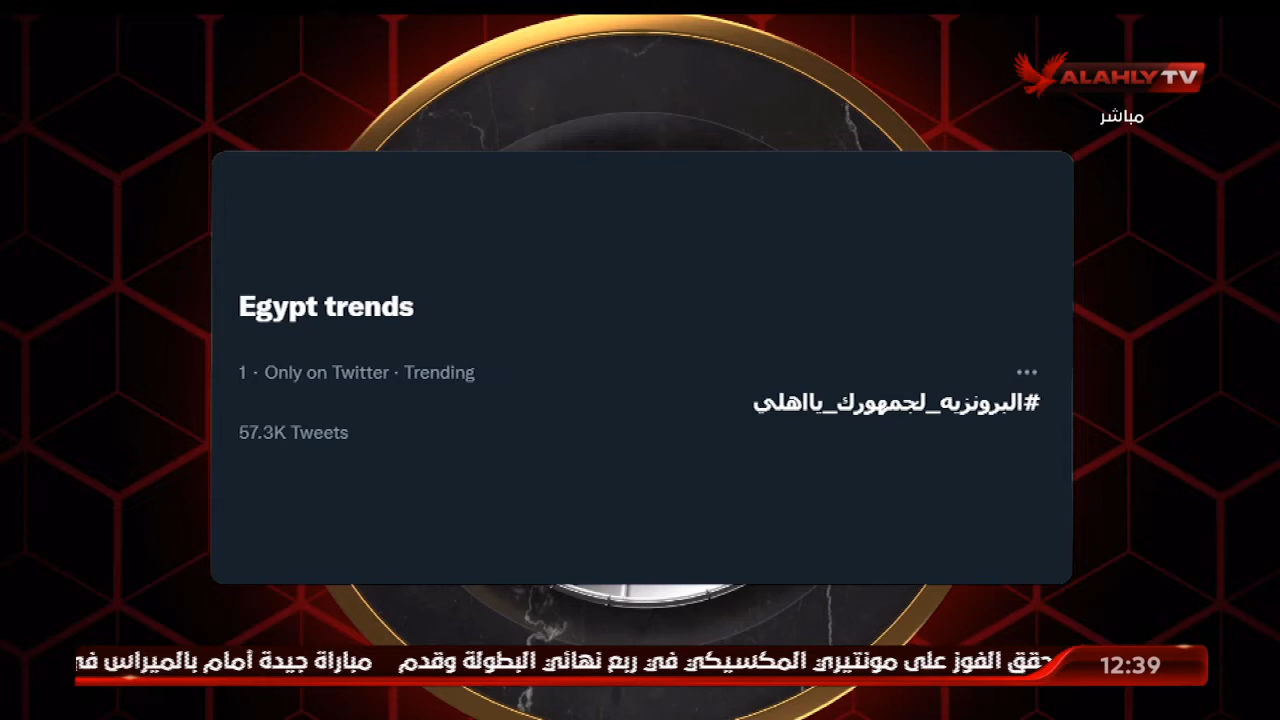 ALAHLY TV
مباشر
Egypt trends
1 · Only on Twitter · Trending
#البرونزيه_لجمهورك_يااهلي
57.3K Tweets
حقق الفوز على مونتيري المكسيكي في ربع نهائي البطولة وقدم مباراة جيدة أمام بالميراس في
12:39